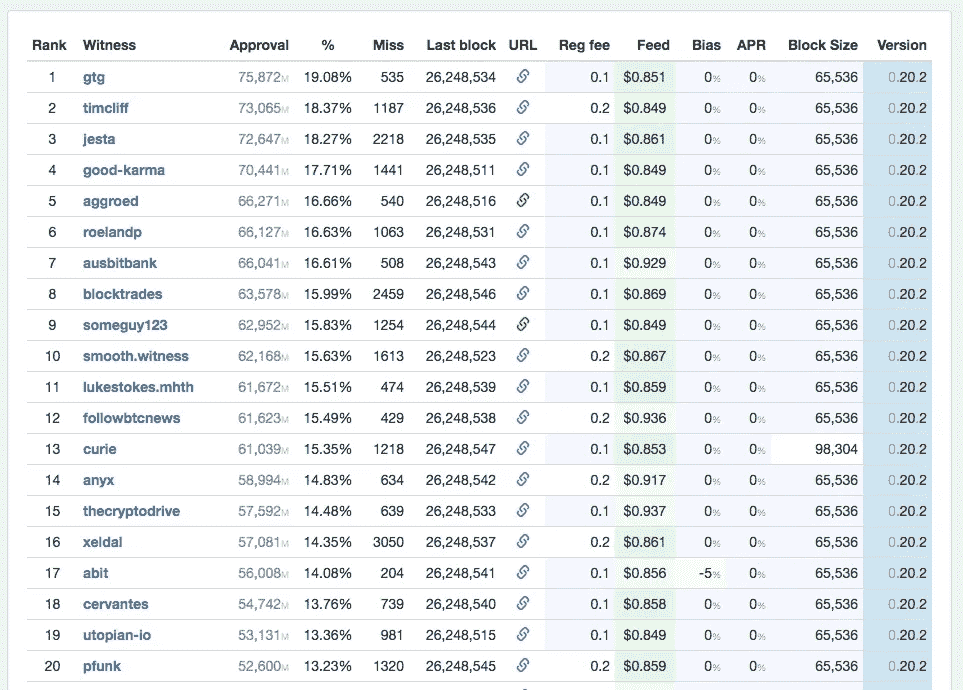 Rank Witness Approval % Miss Last block URL Reg fee Feed Bias APR Block Size Version
1 gtg 75,872M 19.08% 535 26,248,534 0.1 $0.851 0% 0% 65,536 0.20.2
2 timcliff 73,065M 18.37% 1187 26,248,536 0.2 $0.849 0% 0% 65,536 0.20.2
3 jesta 72,647M 18.27% 2218 26,248,535 0.1 $0.861 0% 0% 65,536 0.20.2
4 good-karma 70,441M 17.71% 1441 26,248,511 0.1 $0.849 0% 0% 65,536 0.20.2
5 aggroed 66,271M 16.66% 540 26,248,516 0.1 $0.849 0% 0% 65,536 0.20.2
6 roelandp 66,127M 16.63% 1063 26,248,531 0.1 $0.874 0% 0% 65,536 0.20.2
7 ausbitbank 66,041M 16.61% 508 26,248,543 0.1 $0.929 0% 0% 65,536 0.20.2
8 blocktrades 63,578M 15.99% 2459 26,248,546 0.1 $0.869 0% 0% 65,536 0.20.2
9 someguy123 62,952M 15.83% 1254 26,248,544 0.1 $0.849 0% 0% 65,536 0.20.2
10 smooth.witness 62,168M 15.63% 1613 26,248,523 0.2 $0.867 0% 0% 65,536 0.20.2
11 lukestokes.mhth 61,672M 15.51% 474 26,248,539 0.1 $0.859 0% 0% 65,536 0.20.2
12 followbtcnews 61,623M 15.49% 429 26,248,538 0.2 $0.936 0% 0% 65,536 0.20.2
13 curie 61,039M 15.35% 1218 26,248,547 0.1 $0.853 0% 0% 98,304 0.20.2
14 anyx 58,994M 14.83% 634 26,248,542 0.2 $0.917 0% 0% 65,536 0.20.2
15 thecryptodrive 57,592M 14.48% 639 26,248,533 0.1 $0.937 0% 0% 65,536 0.20.2
16 xeldal 57,081M 14.35% 3050 26,248,537 0.2 $0.861 0% 0% 65,536 0.20.2
17 abit 56,008M 14.08% 204 26,248,541 0.1 $0.856 -5% 0% 65,536 0.20.2
18 cervantes 54,742M 13.76% 739 26,248,540 0.1 $0.858 0% 0% 65,536 0.20.2
19 utopian-io 53,131M 13.36% 981 26,248,515 0.1 $0.849 0% 0% 65,536 0.20.2
20 pfunk 52,600M 13.23% 1320 26,248,545 0.2 $0.859 0% 0% 65,536 0.20.2